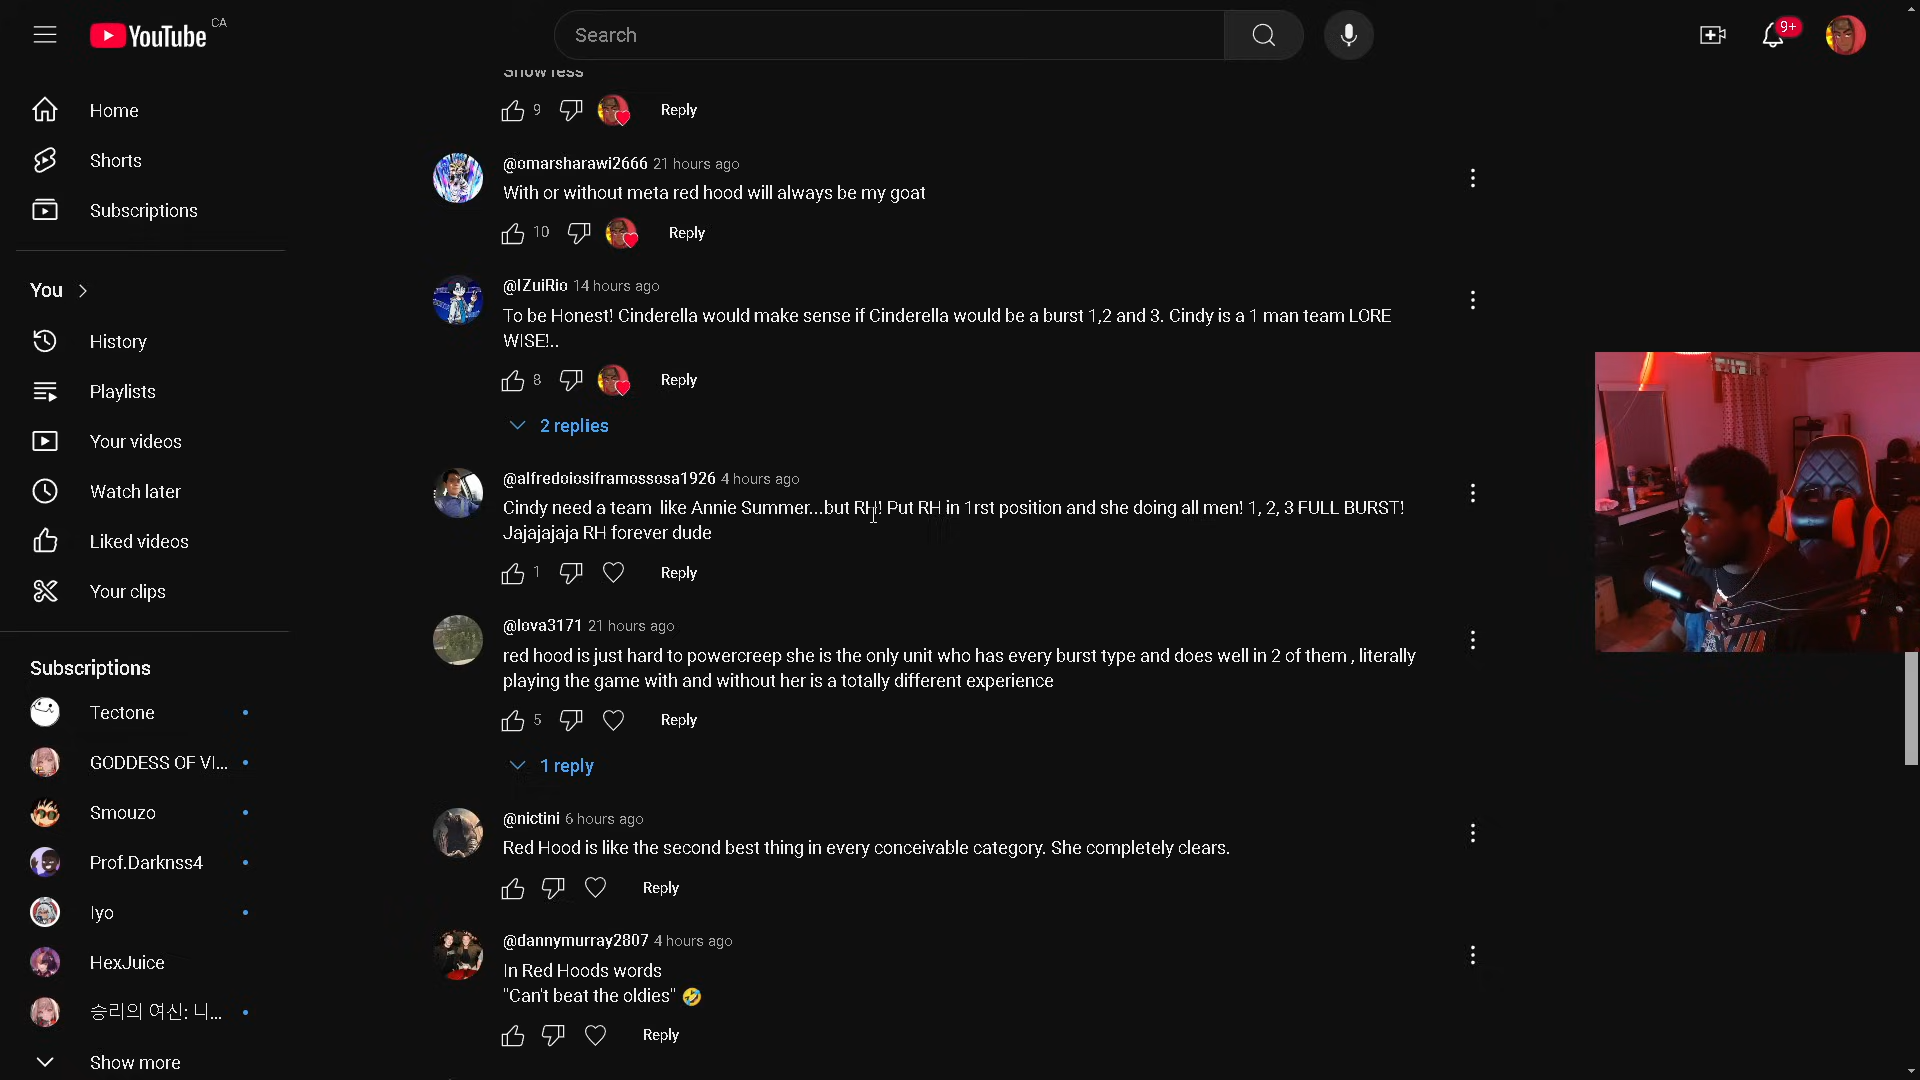 YouTube CA
Search
9+
Home
Shorts
Subscriptions
You
History
Playlists
Your videos
Watch later
Liked videos
Your clips
Subscriptions
Tectone
GODDESS OF VI...
Smouzo
Prof.Darknss4
Iyo
HexJuice
승리의 여신: 니...
Show more
Show less
9 Reply
@omarsharawi2666 21 hours ago
With or without meta red hood will always be my goat
10 Reply
@IZuiRio 14 hours ago
To be Honest! Cinderella would make sense if Cinderella would be a burst 1,2 and 3. Cindy is a 1 man team LORE
WISE!..
8 Reply
2 replies
@alfredoiosiframossosa1926 4 hours ago
Cindy need a team like Annie Summer...but RH! Put RH in 1rst position and she doing all men! 1, 2, 3 FULL BURST!
Jajajajaja RH forever dude
1 Reply
@lova3171 21 hours ago
red hood is just hard to powercreep she is the only unit who has every burst type and does well in 2 of them , literally
playing the game with and without her is a totally different experience
5 Reply
1 reply
@nictini 6 hours ago
Red Hood is like the second best thing in every conceivable category. She completely clears.
Reply
@dannymurray2807 4 hours ago
In Red Hoods words
"Can't beat the oldies" 🤣
Reply